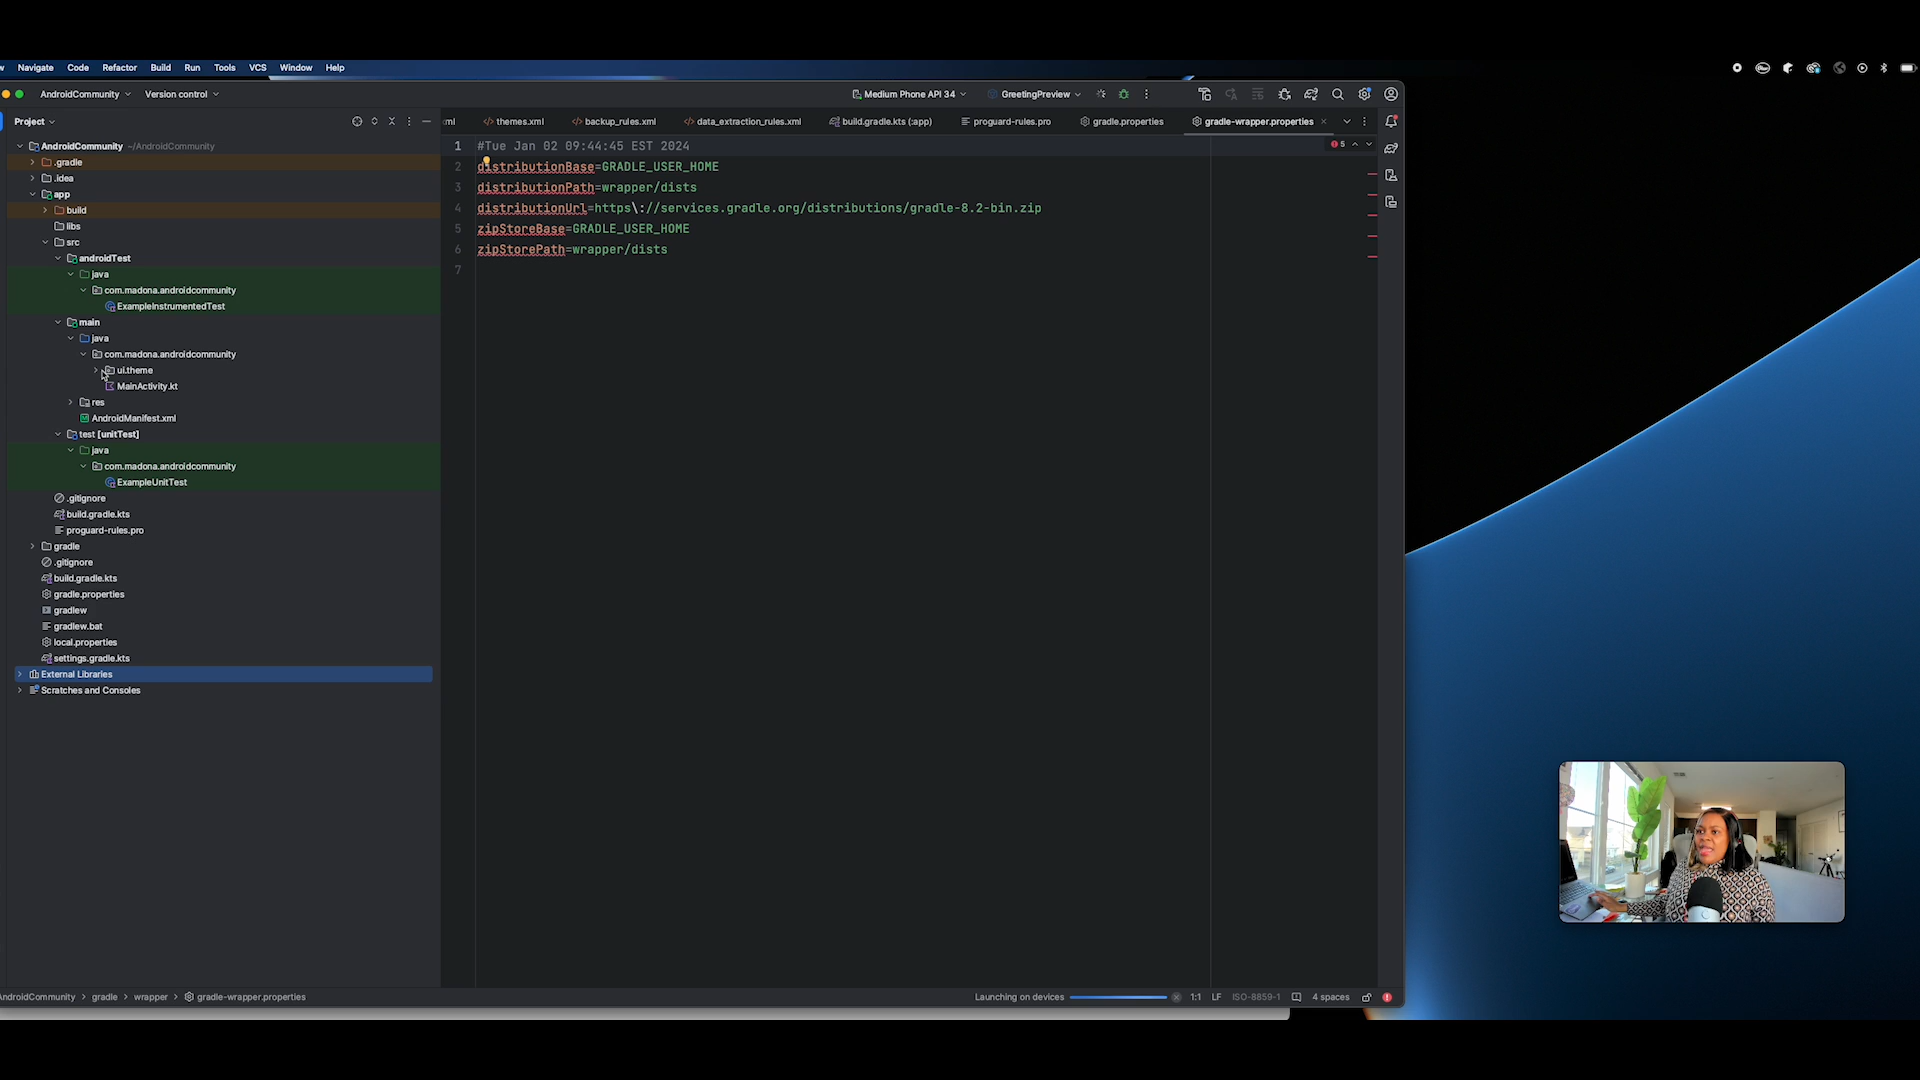 w Navigate Code Refactor Build Run Tools VCS Window Help
AndroidCommunity Version control Medium Phone API 34 GreetingPreview
Project
ml themes.xml backup_rules.xml data_extraction_rules.xml build.gradle.kts (:app) proguard-rules.pro gradle.properties gradle-wrapper.properties
AndroidCommunity ~/AndroidCommunity
.gradle
.idea
app
build
libs
src
androidTest
java
com.madona.androidcommunity
ExampleInstrumentedTest
main
java
com.madona.androidcommunity
ui.theme
MainActivity.kt
res
AndroidManifest.xml
test [unitTest]
java
com.madona.androidcommunity
ExampleUnitTest
.gitignore
build.gradle.kts
proguard-rules.pro
gradle
.gitignore
build.gradle.kts
gradle.properties
gradlew
gradlew.bat
local.properties
settings.gradle.kts
External Libraries
Scratches and Consoles
1 #Tue Jan 02 09:44:45 EST 2024
2 distributionBase=GRADLE_USER_HOME
3 distributionPath=wrapper/dists
4 distributionUrl=https\://services.gradle.org/distributions/gradle-8.2-bin.zip
5 zipStoreBase=GRADLE_USER_HOME
6 zipStorePath=wrapper/dists
7
5
AndroidCommunity > gradle > wrapper > gradle-wrapper.properties
Launching on devices 1:1 LF ISO-8859-1 4 spaces